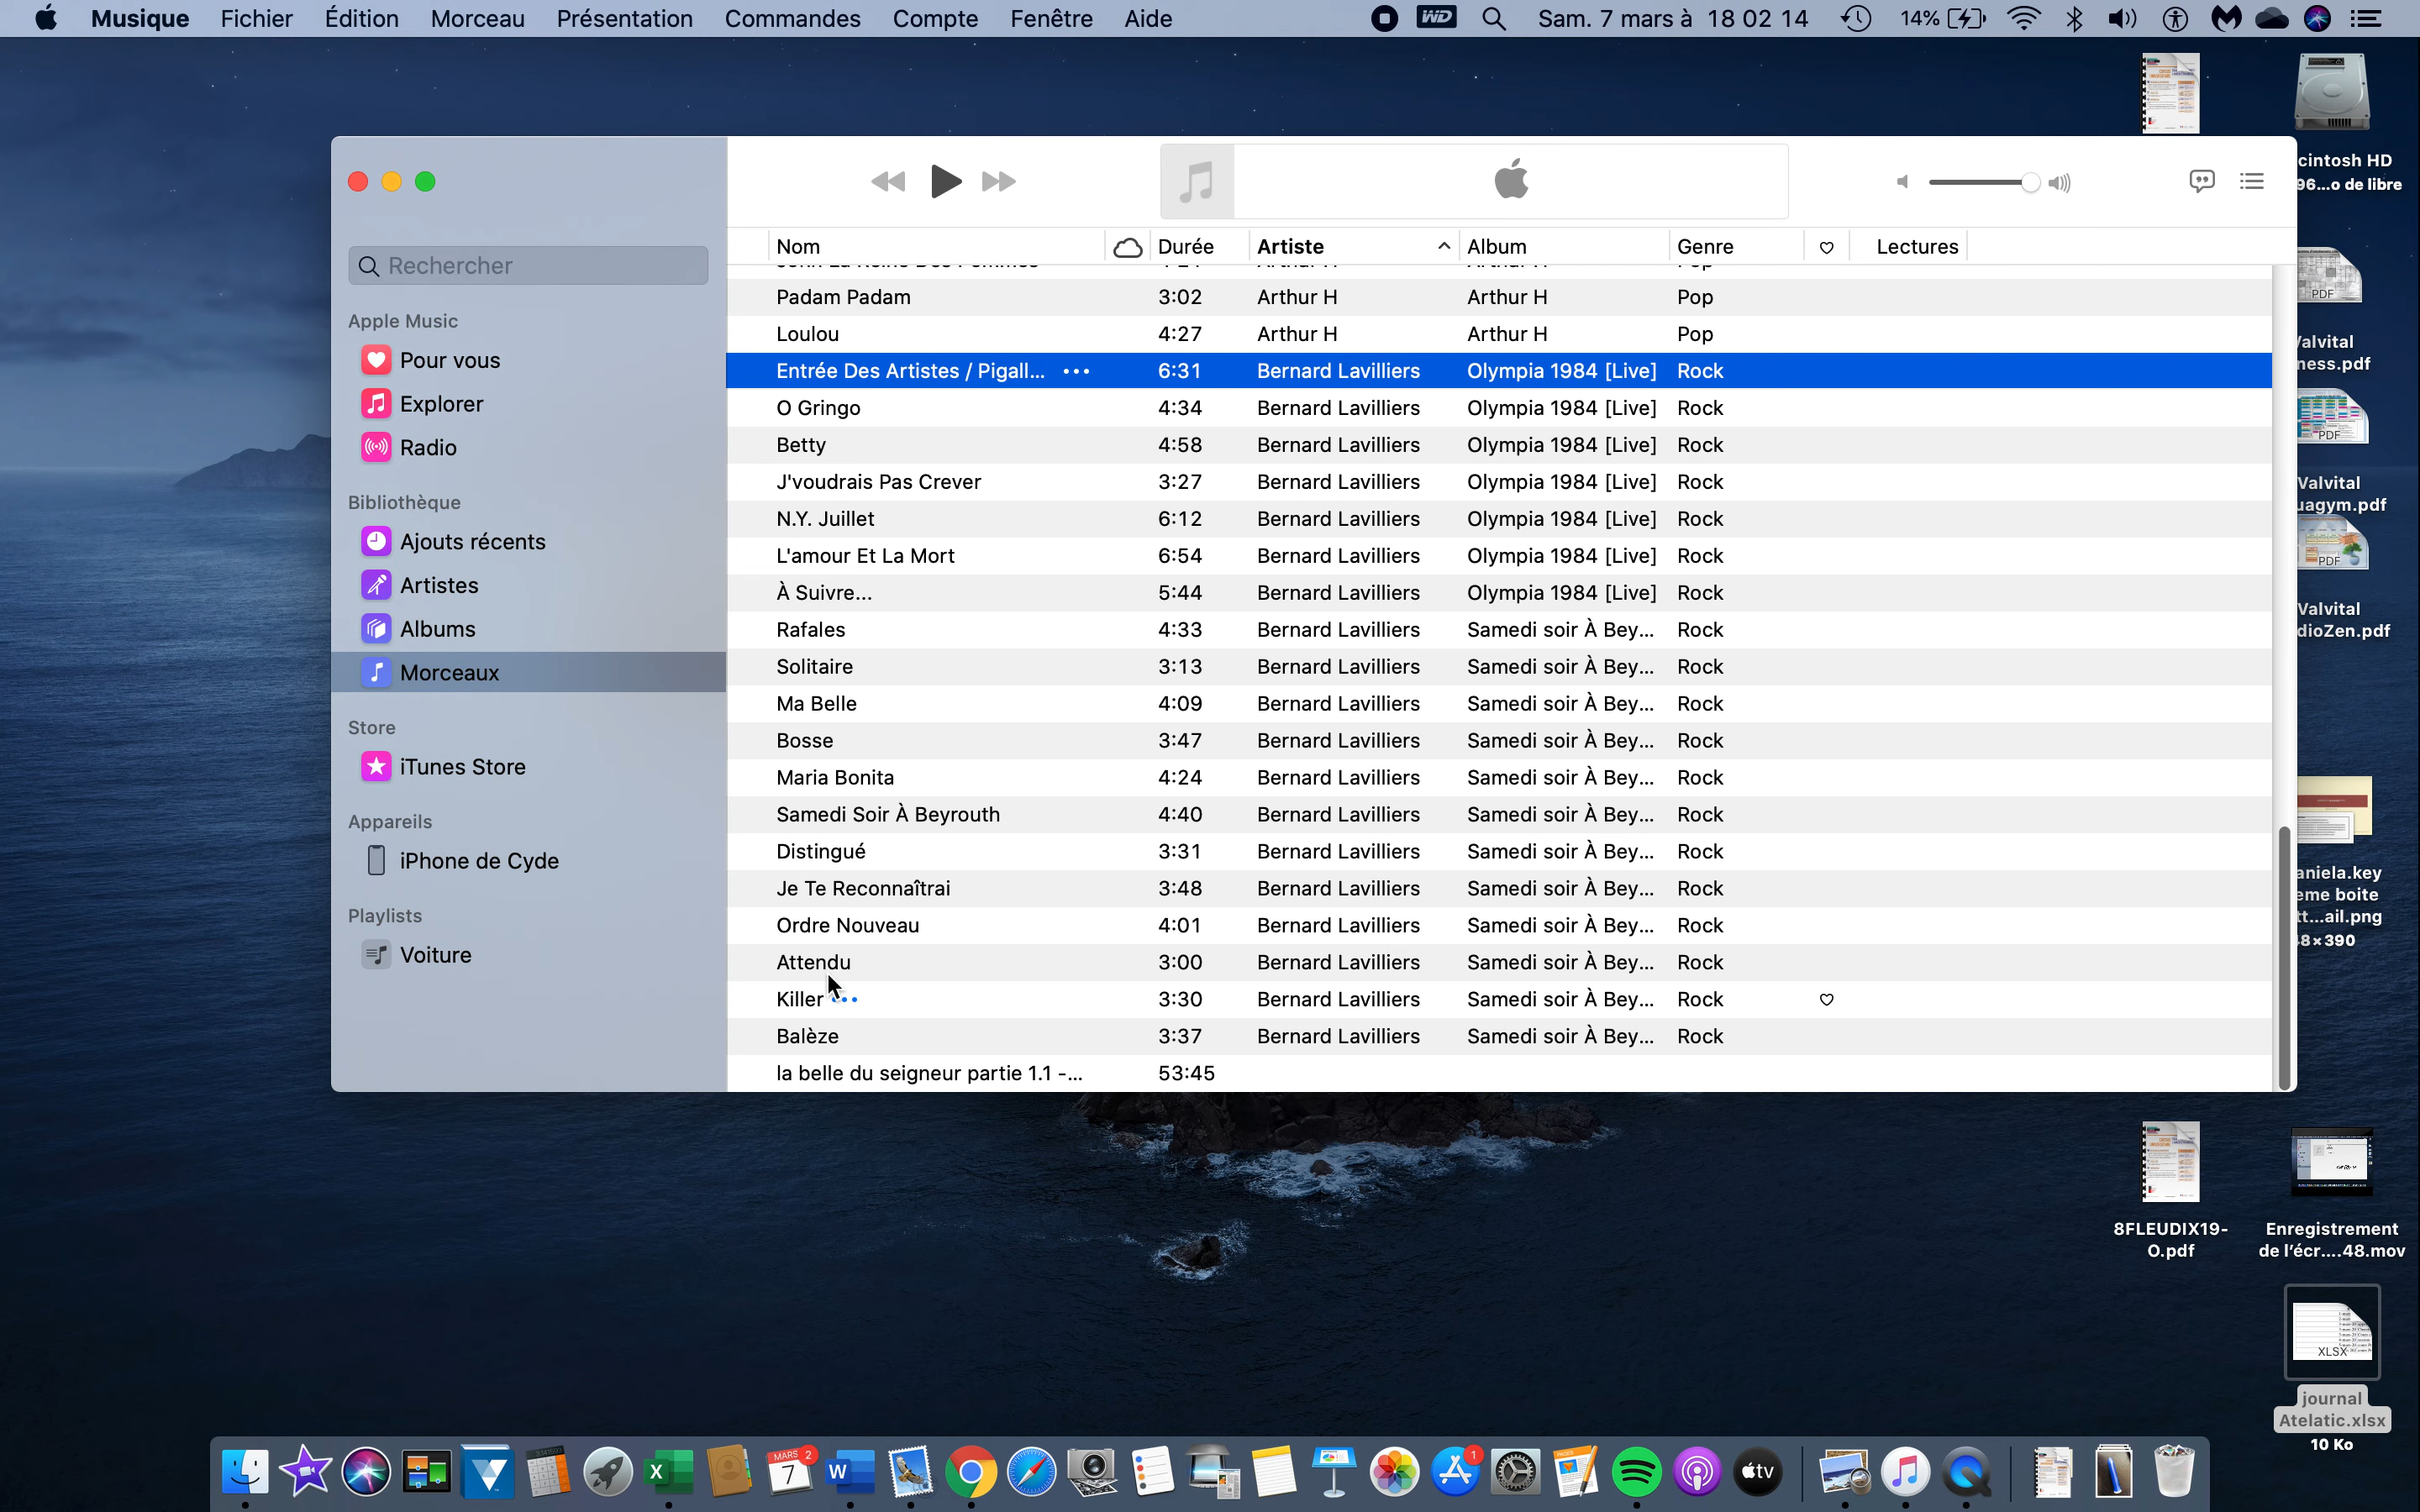 Musique Fichier Édition Morceau Présentation Commandes Compte Fenêtre Aide WD Sam. 7 mars à 18 02 14 14%
cintosh HD
96...o de libre
Rechercher
Apple Music
Pour vous
Explorer
Radio
Bibliothèque
Ajouts récents
Artistes
Albums
Morceaux
Store
iTunes Store
Appareils
iPhone de Cyde
Playlists
Voiture
Nom Durée Artiste Album Genre Lectures
Padam Padam 3:02 Arthur H Arthur H Pop
Loulou 4:27 Arthur H Arthur H Pop
Entrée Des Artistes / Pigall... ••• 6:31 Bernard Lavilliers Olympia 1984 [Live] Rock
O Gringo 4:34 Bernard Lavilliers Olympia 1984 [Live] Rock
Betty 4:58 Bernard Lavilliers Olympia 1984 [Live] Rock
J'voudrais Pas Crever 3:27 Bernard Lavilliers Olympia 1984 [Live] Rock
N.Y. Juillet 6:12 Bernard Lavilliers Olympia 1984 [Live] Rock
L'amour Et La Mort 6:54 Bernard Lavilliers Olympia 1984 [Live] Rock
À Suivre... 5:44 Bernard Lavilliers Olympia 1984 [Live] Rock
Rafales 4:33 Bernard Lavilliers Samedi soir À Bey... Rock
Solitaire 3:13 Bernard Lavilliers Samedi soir À Bey... Rock
Ma Belle 4:09 Bernard Lavilliers Samedi soir À Bey... Rock
Bosse 3:47 Bernard Lavilliers Samedi soir À Bey... Rock
Maria Bonita 4:24 Bernard Lavilliers Samedi soir À Bey... Rock
Samedi Soir À Beyrouth 4:40 Bernard Lavilliers Samedi soir À Bey... Rock
Distingué 3:31 Bernard Lavilliers Samedi soir À Bey... Rock
Je Te Reconnaîtrai 3:48 Bernard Lavilliers Samedi soir À Bey... Rock
Ordre Nouveau 4:01 Bernard Lavilliers Samedi soir À Bey... Rock
Attendu 3:00 Bernard Lavilliers Samedi soir À Bey... Rock
Killer 3:30 Bernard Lavilliers Samedi soir À Bey... Rock
Balèze 3:37 Bernard Lavilliers Samedi soir À Bey... Rock
la belle du seigneur partie 1.1 -... 53:45
PDF
Valvital
ness.pdf
PDF
Valvital
uagym.pdf
PDF
Valvital
dioZen.pdf
aniela.key
eme boite
tt...ail.png
8×390
8FLEUDIX19-
O.pdf
Enregistrement
de l'écr....48.mov
XLSX
journal
Atelatic.xlsx
10 Ko
X
MARS
7
2
W
1
PAGES
tv